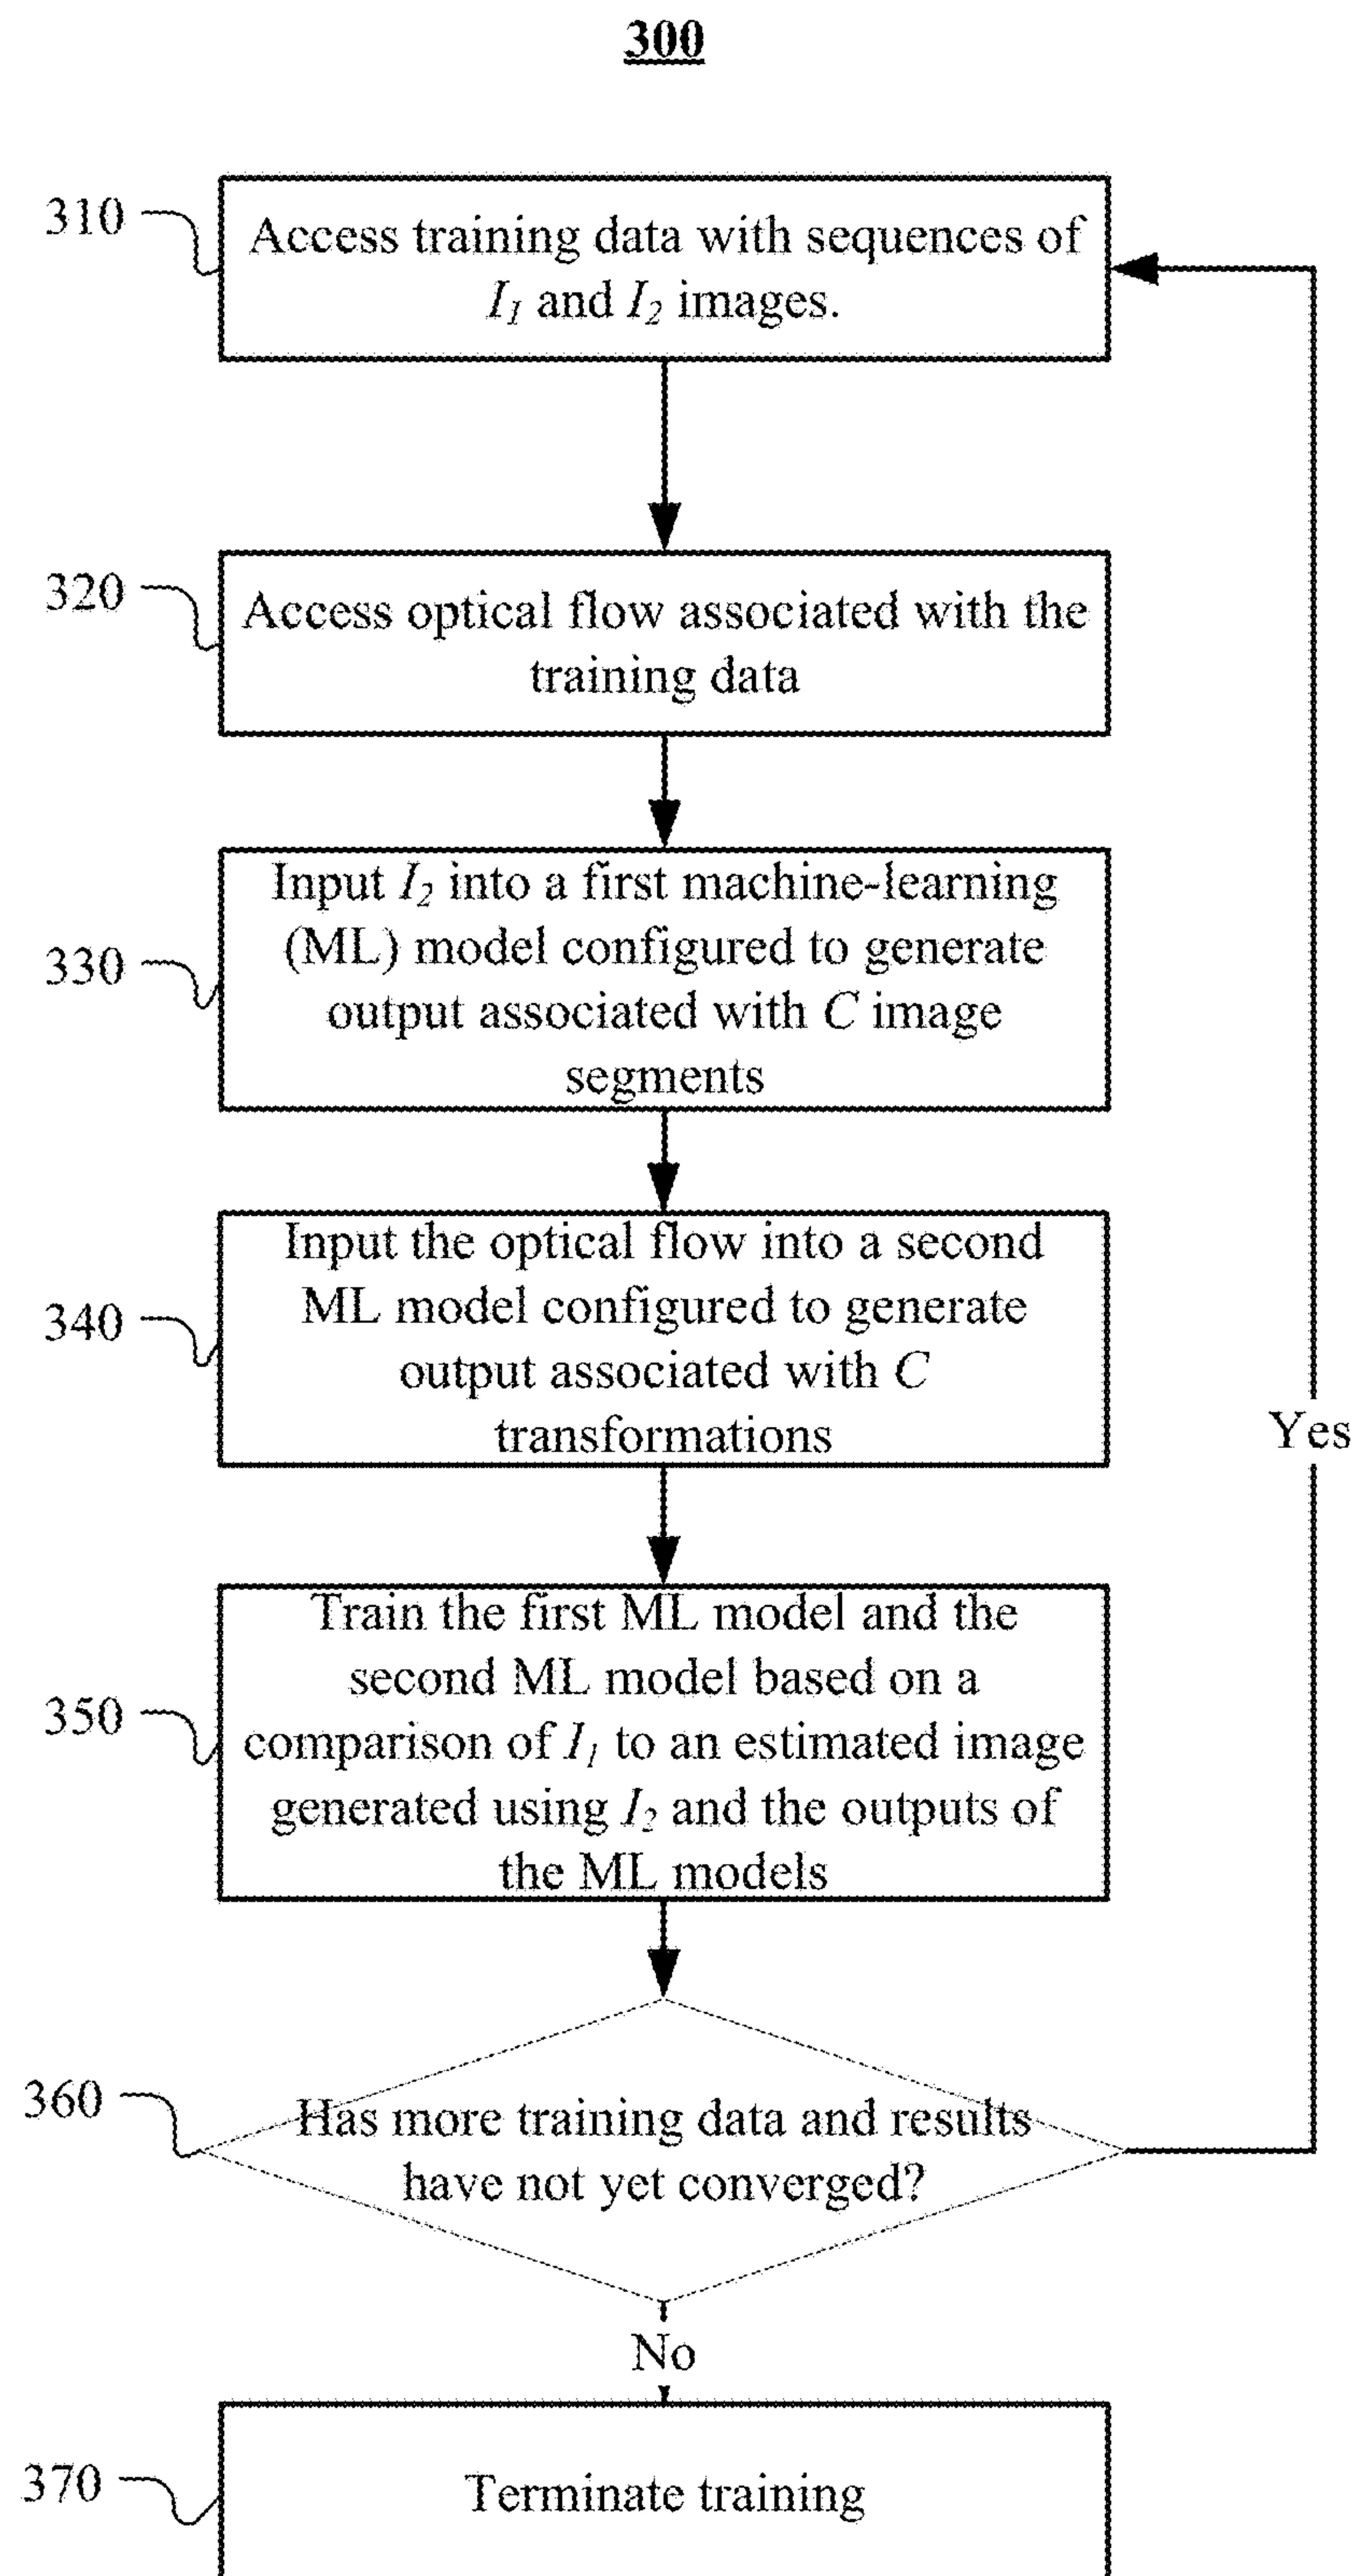 300
310
Access training data with sequences of
I₁ and I₂ images.
320
Access optical flow associated with the
training data
330
Input I₂ into a first machine-learning
(ML) model configured to generate
output associated with C image
segments
340
Input the optical flow into a second
ML model configured to generate
output associated with C
transformations
Yes
350
Train the first ML model and the
second ML model based on a
comparison of I₁ to an estimated image
generated using I₂ and the outputs of
the ML models
360
Has more training data and results
have not yet converged?
No
370
Terminate training